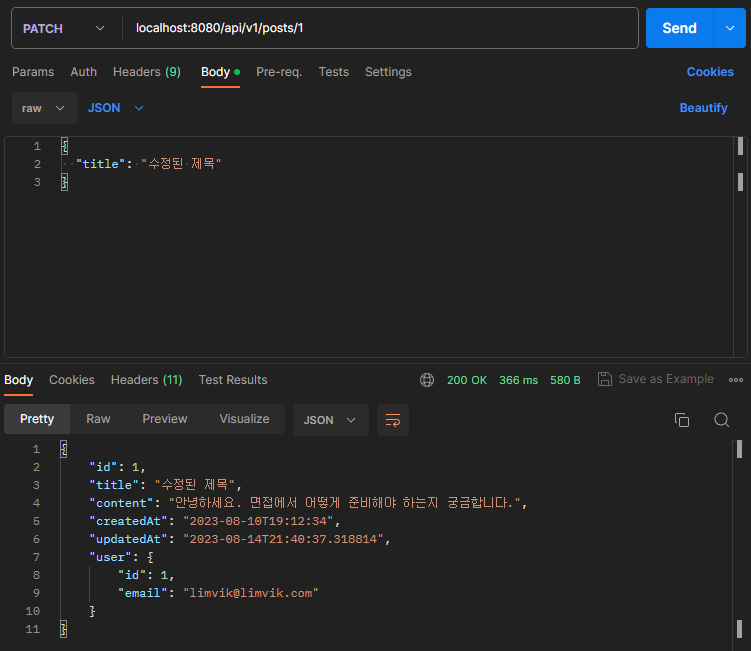 PATCH localhost:8080/api/v1/posts/1 Send
Params Auth Headers (9) Body Pre-req. Tests Settings Cookies
raw JSON Beautify
1 {
2 "title": "수정된 제목"
3 }
Body Cookies Headers (11) Test Results 200 OK 366 ms 580 B Save as Example
Pretty Raw Preview Visualize JSON
1 {
2 "id": 1,
3 "title": "수정된 제목",
4 "content": "안녕하세요. 면접에서 어떻게 준비해야 하는지 궁금합니다.",
5 "createdAt": "2023-08-10T19:12:34",
6 "updatedAt": "2023-08-14T21:40:37.318814",
7 "user": {
8 "id": 1,
9 "email": "limvik@limvik.com"
10 }
11 }